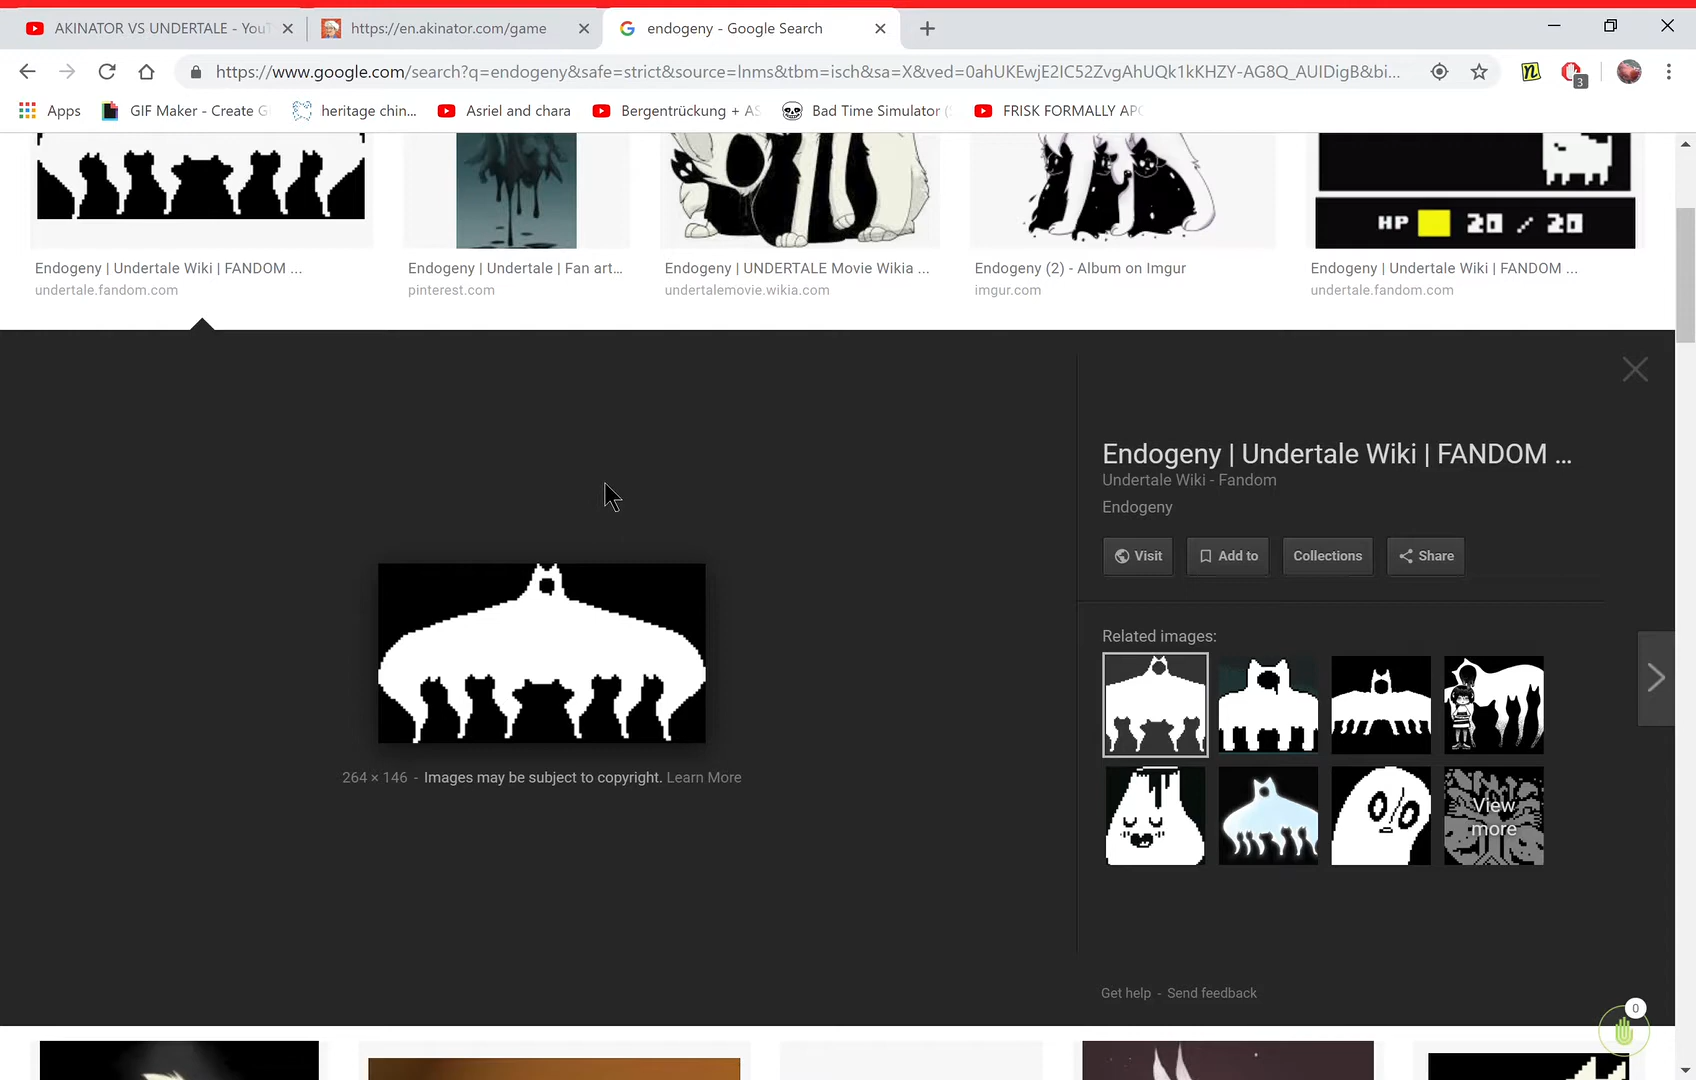 AKINATOR VS UNDERTALE - YouT
https://en.akinator.com/game
endogeny - Google Search
https://www.google.com/search?q=endogeny&safe=strict&source=lnms&tbm=isch&sa=X&ved=0ahUKEwjE2IC52ZvgAhUQk1kKHZY-AG8Q_AUIDigB&bi...
3
Apps
GIF Maker - Create G
heritage chin...
Asriel and chara
Bergentrückung + AS
Bad Time Simulator (
FRISK FORMALLY APO
HP 20 / 20
Endogeny | Undertale Wiki | FANDOM ...
Endogeny | Undertale | Fan art...
Endogeny | UNDERTALE Movie Wikia ...
Endogeny (2) - Album on Imgur
Endogeny | Undertale Wiki | FANDOM ...
undertale.fandom.com
pinterest.com
undertalemovie.wikia.com
imgur.com
undertale.fandom.com
Endogeny | Undertale Wiki | FANDOM ...
Undertale Wiki - Fandom
Endogeny
Visit
Add to
Collections
Share
Related images:
View
more
264 × 146 - Images may be subject to copyright. Learn More
Get help - Send feedback
0